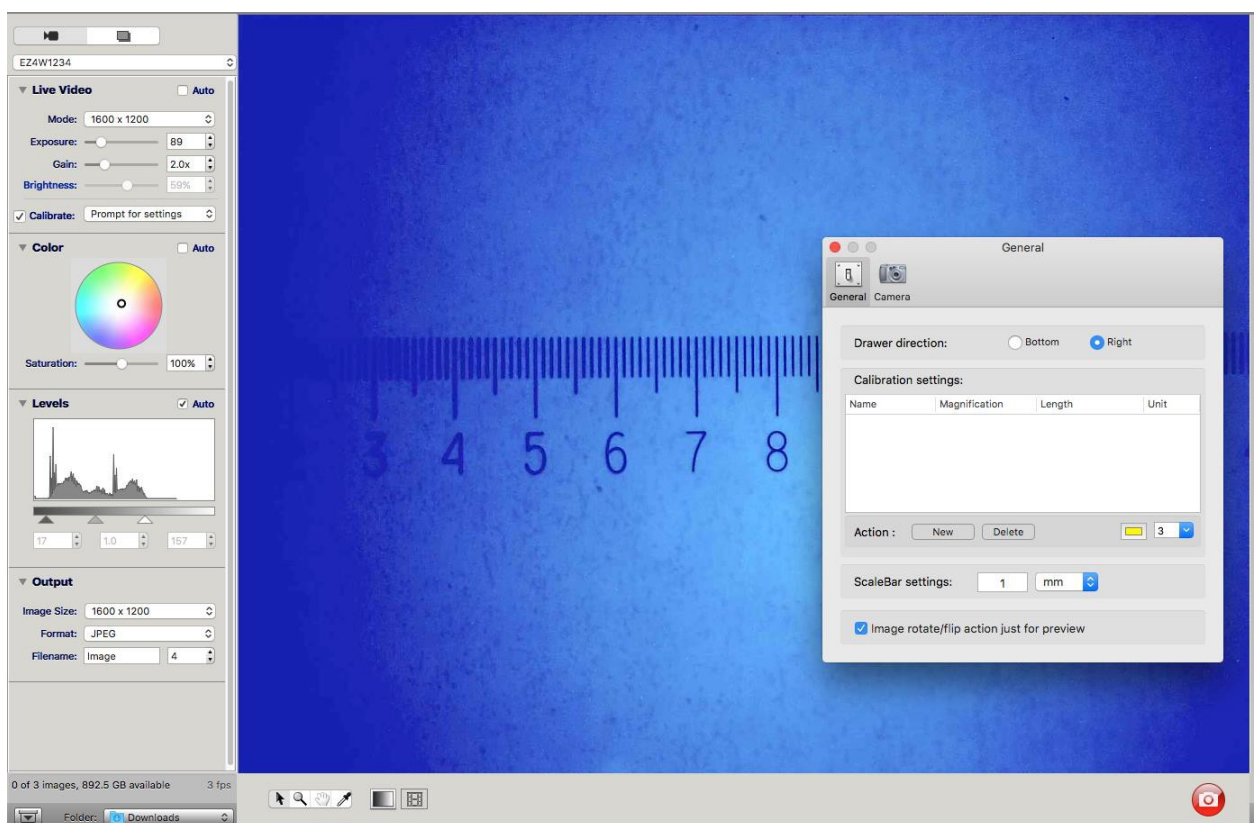 EZ4W1234
Live Video Auto
Mode: 1600 x 1200
Exposure: 89
Gain: 2.0x
Brightness: 59%
Calibrate: Prompt for settings
Color Auto
Saturation: 100%
Levels Auto
17 1.0 157
Output
Image Size: 1600 x 1200
Format: JPEG
Filename: Image 4
0 of 3 images, 892.5 GB available 3 fps
Folder: Downloads
3 4 5 6 7 8
General
General Camera
Drawer direction: Bottom Right
Calibration settings:
Name Magnification Length Unit
Action : New Delete 3
ScaleBar settings: 1 mm
Image rotate/flip action just for preview